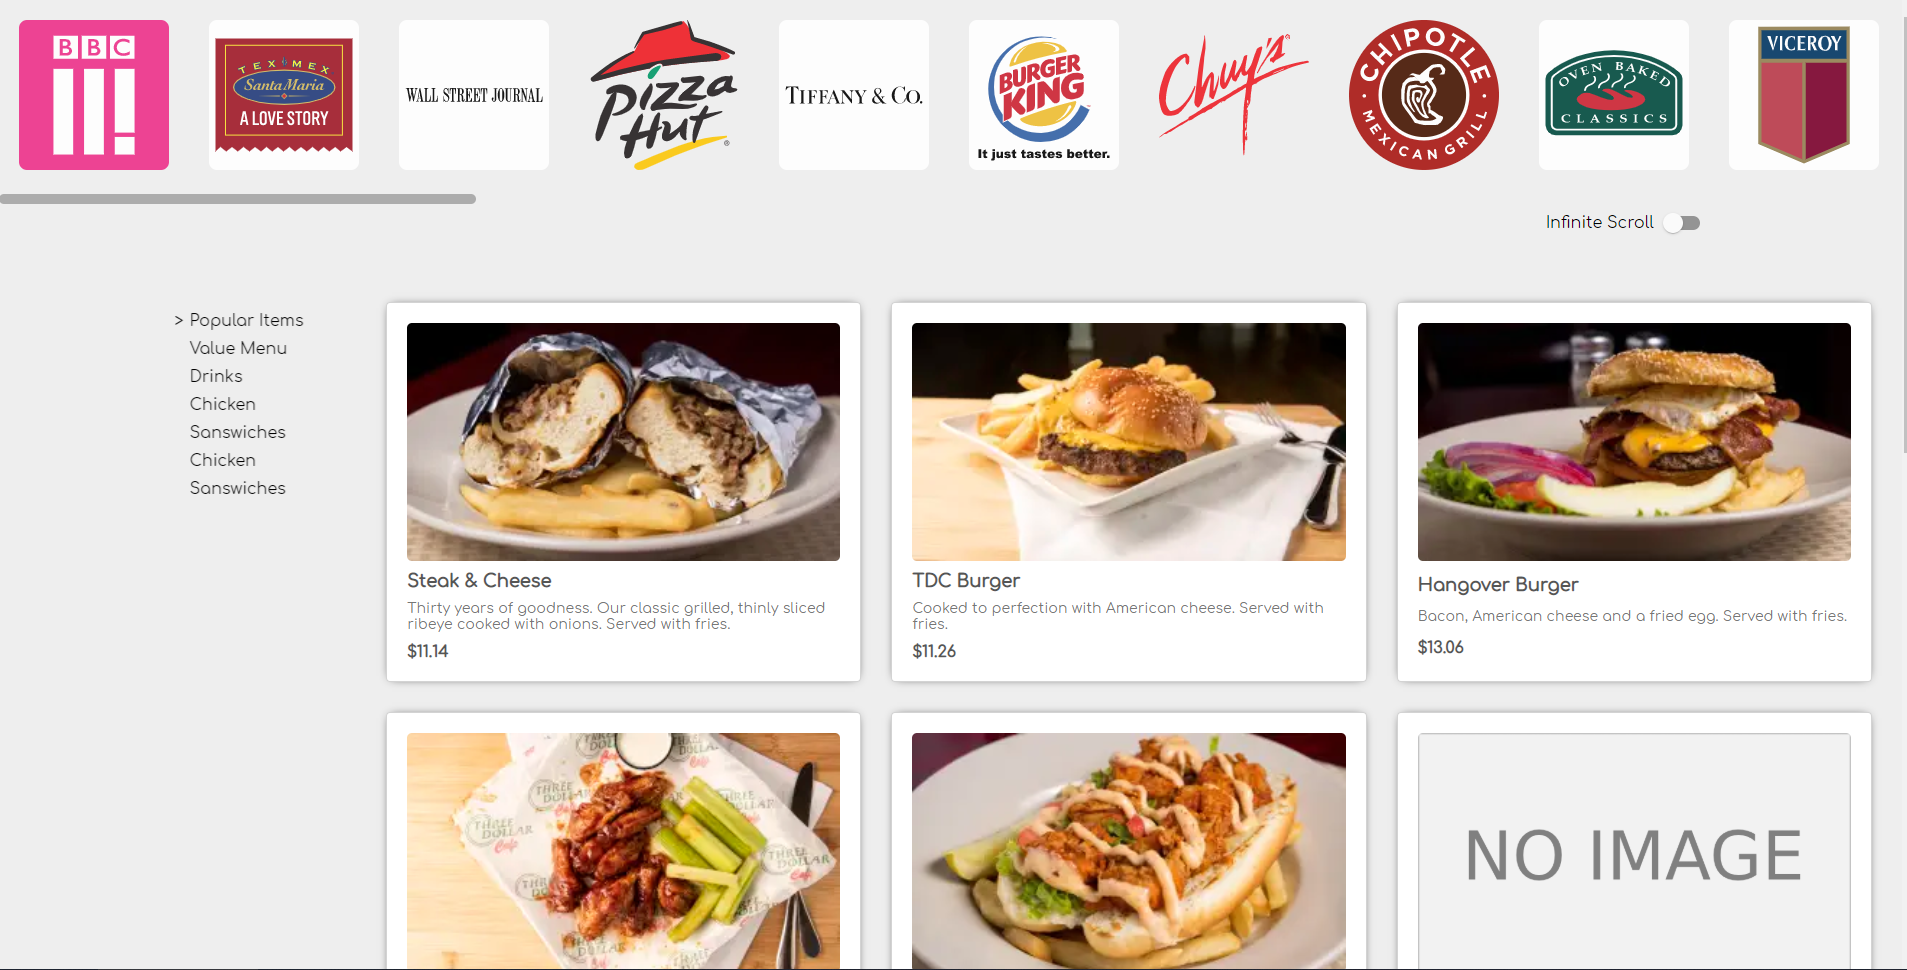 BBC
TEX MEX
Santa Maria
A LOVE STORY
WALL STREET JOURNAL
Pizza
Hut
TIFFANY & CO.
BURGER
KING
It just tastes better.
Chuy's
CHIPOTLE
MEXICAN GRILL
OVEN BAKED
CLASSICS
VICEROY
Infinite Scroll
> Popular Items
Value Menu
Drinks
Chicken
Sanswiches
Chicken
Sanswiches
Steak & Cheese
Thirty years of goodness. Our classic grilled, thinly sliced
ribeye cooked with onions. Served with fries.
$11.14
TDC Burger
Cooked to perfection with American cheese. Served with
fries.
$11.26
Hangover Burger
Bacon, American cheese and a fried egg. Served with fries.
$13.06
THREE
DOLLAR
Cafe
NO IMAGE